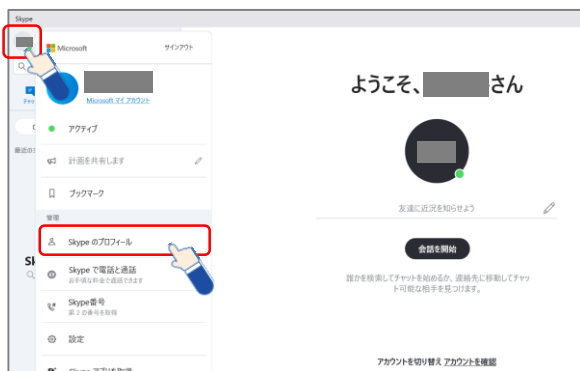 Skype
Microsoft
サインアウト
Microsoft マイ アカウント
アクティブ
計画を共有します
ブックマーク
管理
Skype のプロフィール
Skype で電話と通話
お手頃な料金で通話できます
Skype番号
第 2 の番号を取得
設定
ようこそ、
さん
友達に近況を知らせよう
会話を開始
誰かを検索してチャットを始めるか、連絡先に移動してチャッ
ト可能な相手を見つけます。
アカウントを切り替え アカウントを確認